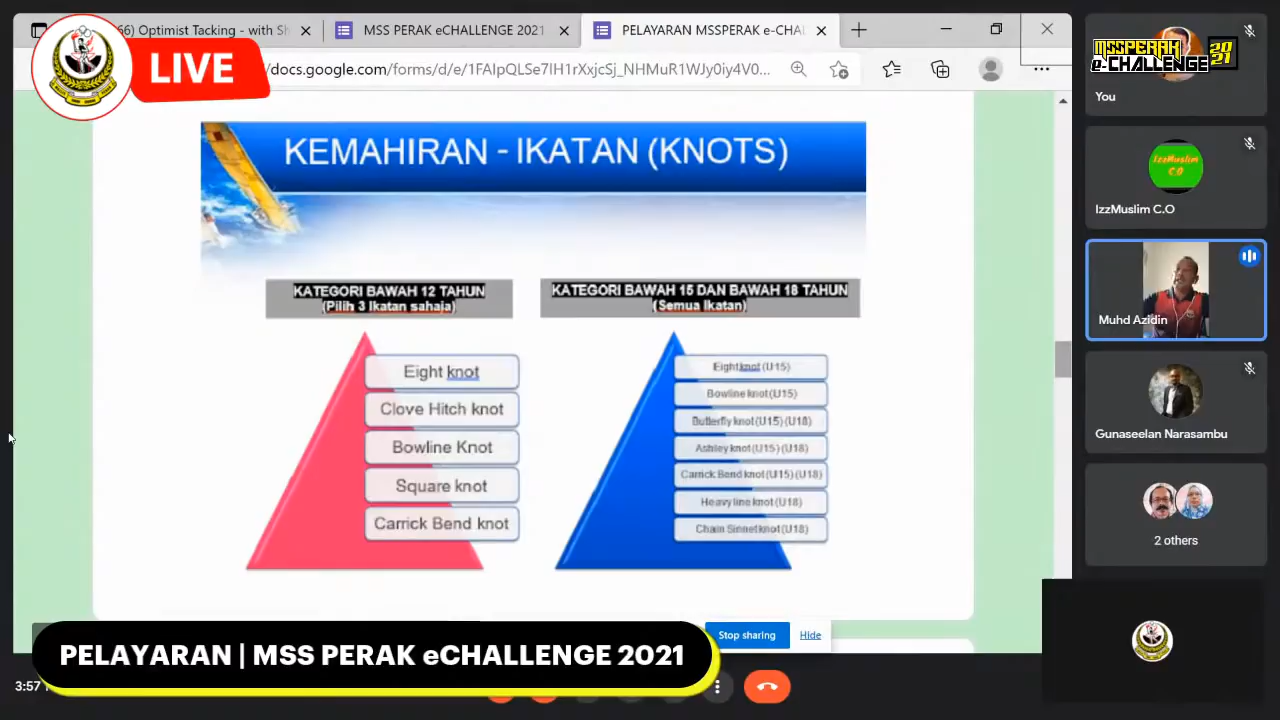 66) Optimist Tacking - with Sh
MSS PERAK eCHALLENGE 2021
PELAYARAN MSSPERAK e-CHAL
LIVE
/docs.google.com/forms/d/e/1FAIpQLSe7lH1rXxjcSj_NHMuR1WJy0iy4V0...
MSSPERAK
e-CHALLENGE
2021
You
KEMAHIRAN - IKATAN (KNOTS)
KATEGORI BAWAH 12 TAHUN
(Pilih 3 Ikatan sahaja)
Eight knot
Clove Hitch knot
Bowline Knot
Square knot
Carrick Bend knot
KATEGORI BAWAH 15 DAN BAWAH 18 TAHUN
(Semua Ikatan)
Eight knot (U15)
Bowline knot (U15)
Butterfly knot (U15) (U18)
Ashley knot (U15) (U18)
Carrick Bend knot (U15) (U18)
Heavy line knot (U18)
Chain Sinnet knot (U18)
IzzMuslim
C.O
IzzMuslim C.O
Muhd Azidin
Gunaseelan Narasambu
2 others
Stop sharing
Hide
PELAYARAN | MSS PERAK eCHALLENGE 2021
3:57